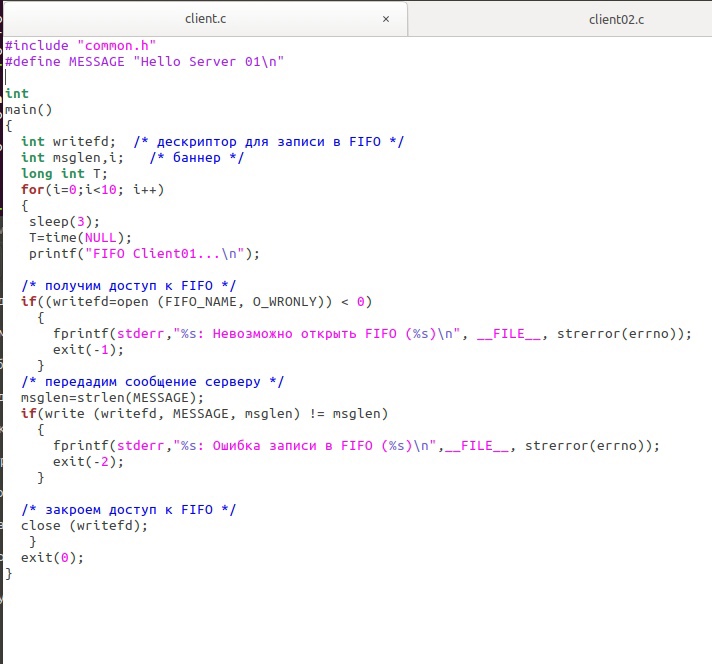 client.c × client02.c
#include "common.h"
#define MESSAGE "Hello Server 01\n"
int
main()
{
int writefd; /* дескриптор для записи в FIFO */
int msglen,i; /* баннер */
long int T;
for(i=0;i<10; i++)
{
sleep(3);
T=time(NULL);
printf("FIFO Client01...\n");
/* получим доступ к FIFO */
if((writefd=open (FIFO_NAME, O_WRONLY)) < 0)
{
fprintf(stderr,"%s: Невозможно открыть FIFO (%s)\n", __FILE__, strerror(errno));
exit(-1);
}
/* передадим сообщение серверу */
msglen=strlen(MESSAGE);
if(write (writefd, MESSAGE, msglen) != msglen)
{
fprintf(stderr,"%s: Ошибка записи в FIFO (%s)\n",__FILE__, strerror(errno));
exit(-2);
}
/* закроем доступ к FIFO */
close (writefd);
}
exit(0);
}